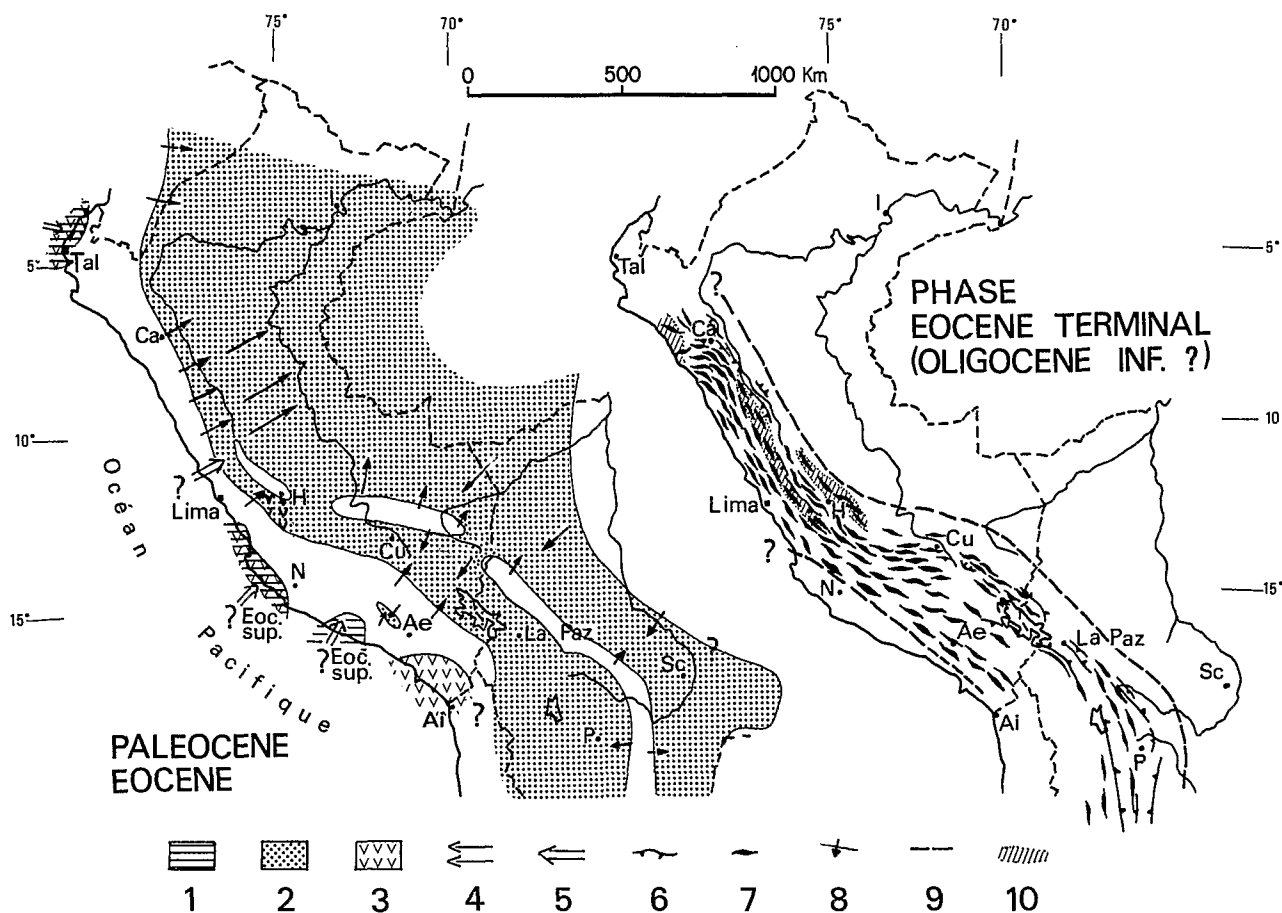 75° 70° 75° 70°
0 500 1000 Km
5° Tal
Ca
10°
?
Lima
H
Cu
N
? Eoc. sup.
15°
Ae
? Eoc. sup.
La Paz
Sc
?
Ai ?
P
Océan
Pacifique
PALEOCENE
EOCENE
I
Tal
5°
?
PHASE
EOCENE TERMINAL
(OLIGOCENE INF. ?)
Ca
10
Lima
H
Cu
?
N
15°
Ae
La Paz
Sc
Ai
P
1 2 3 4 5 6 7 8 9 10